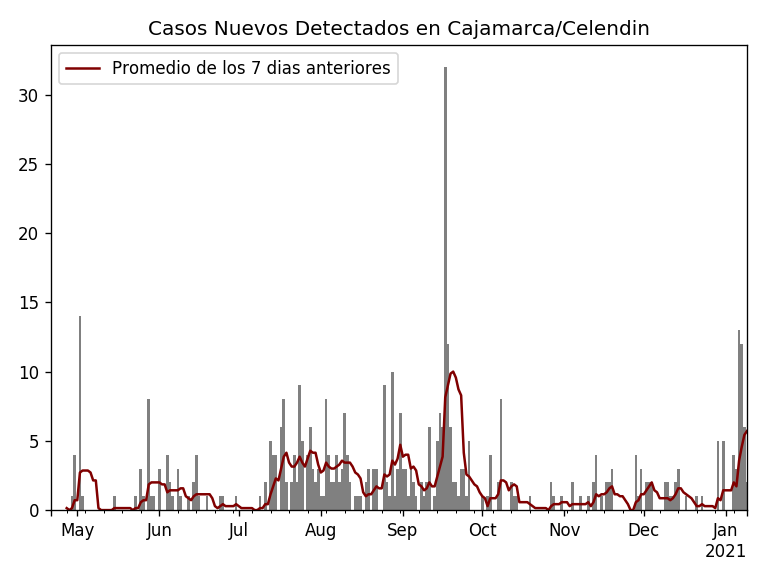 Casos Nuevos Detectados en Cajamarca/Celendin
Promedio de los 7 dias anteriores
30
25
20
15
10
5
0
May Jun Jul Aug Sep Oct Nov Dec Jan
2021